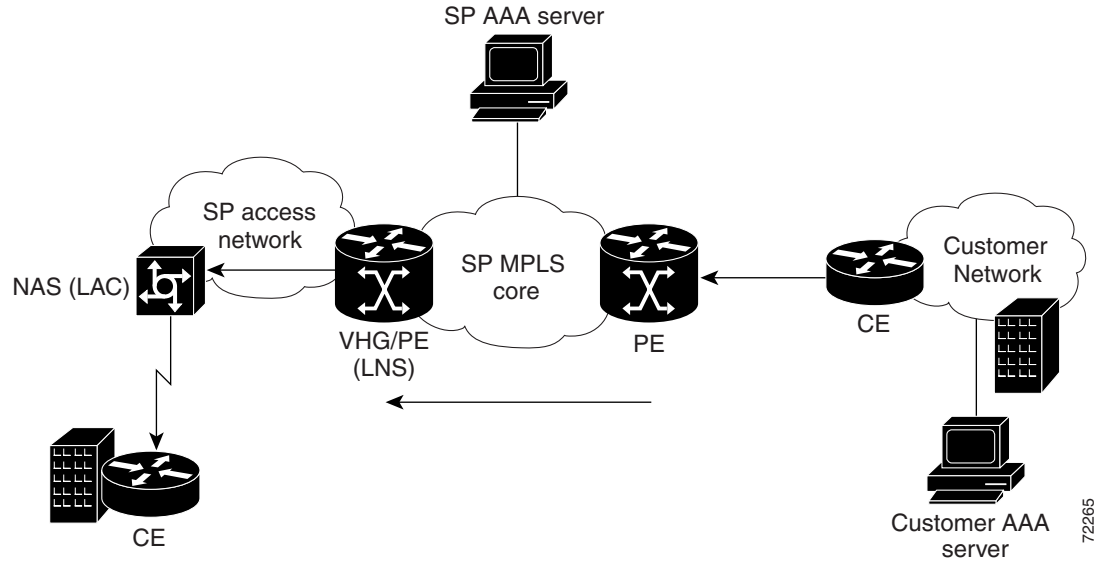 SP AAA server
SP access
network
NAS (LAC)
SP MPLS
core
Customer
Network
VHG/PE
(LNS)
PE
CE
CE
Customer AAA
server
72265